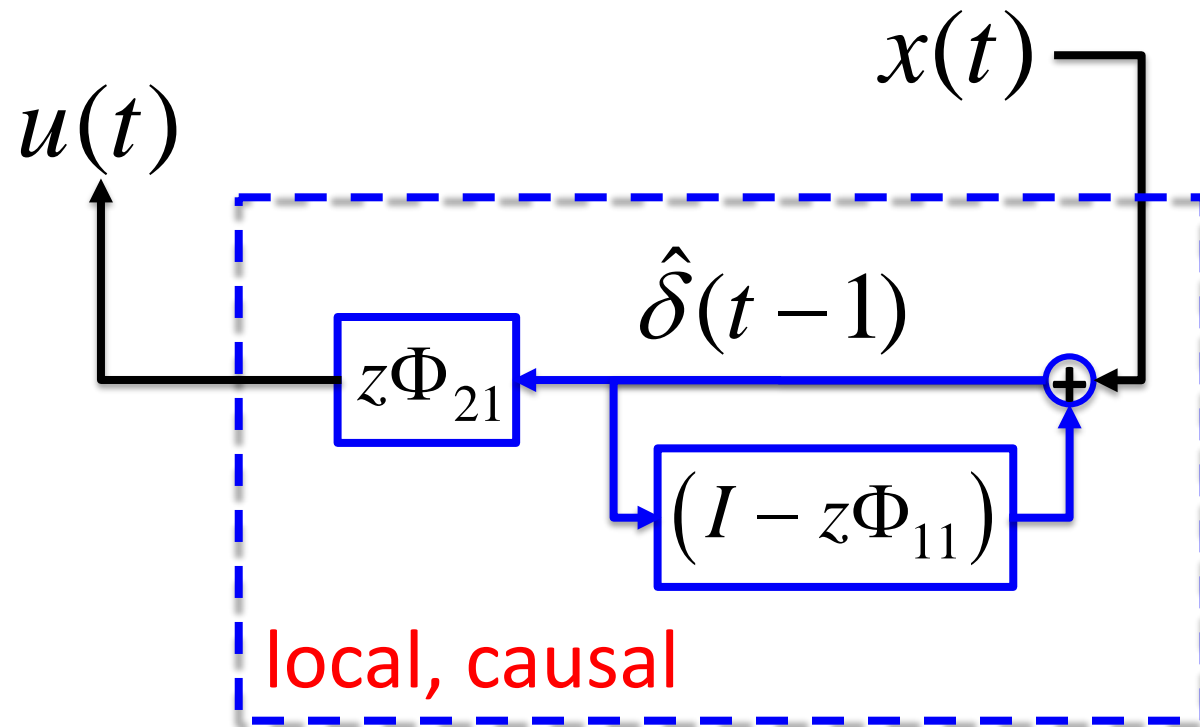 x(t)
u(t)
δ̂(t − 1)
zΦ₂₁
+
(I − zΦ₁₁)
local, causal